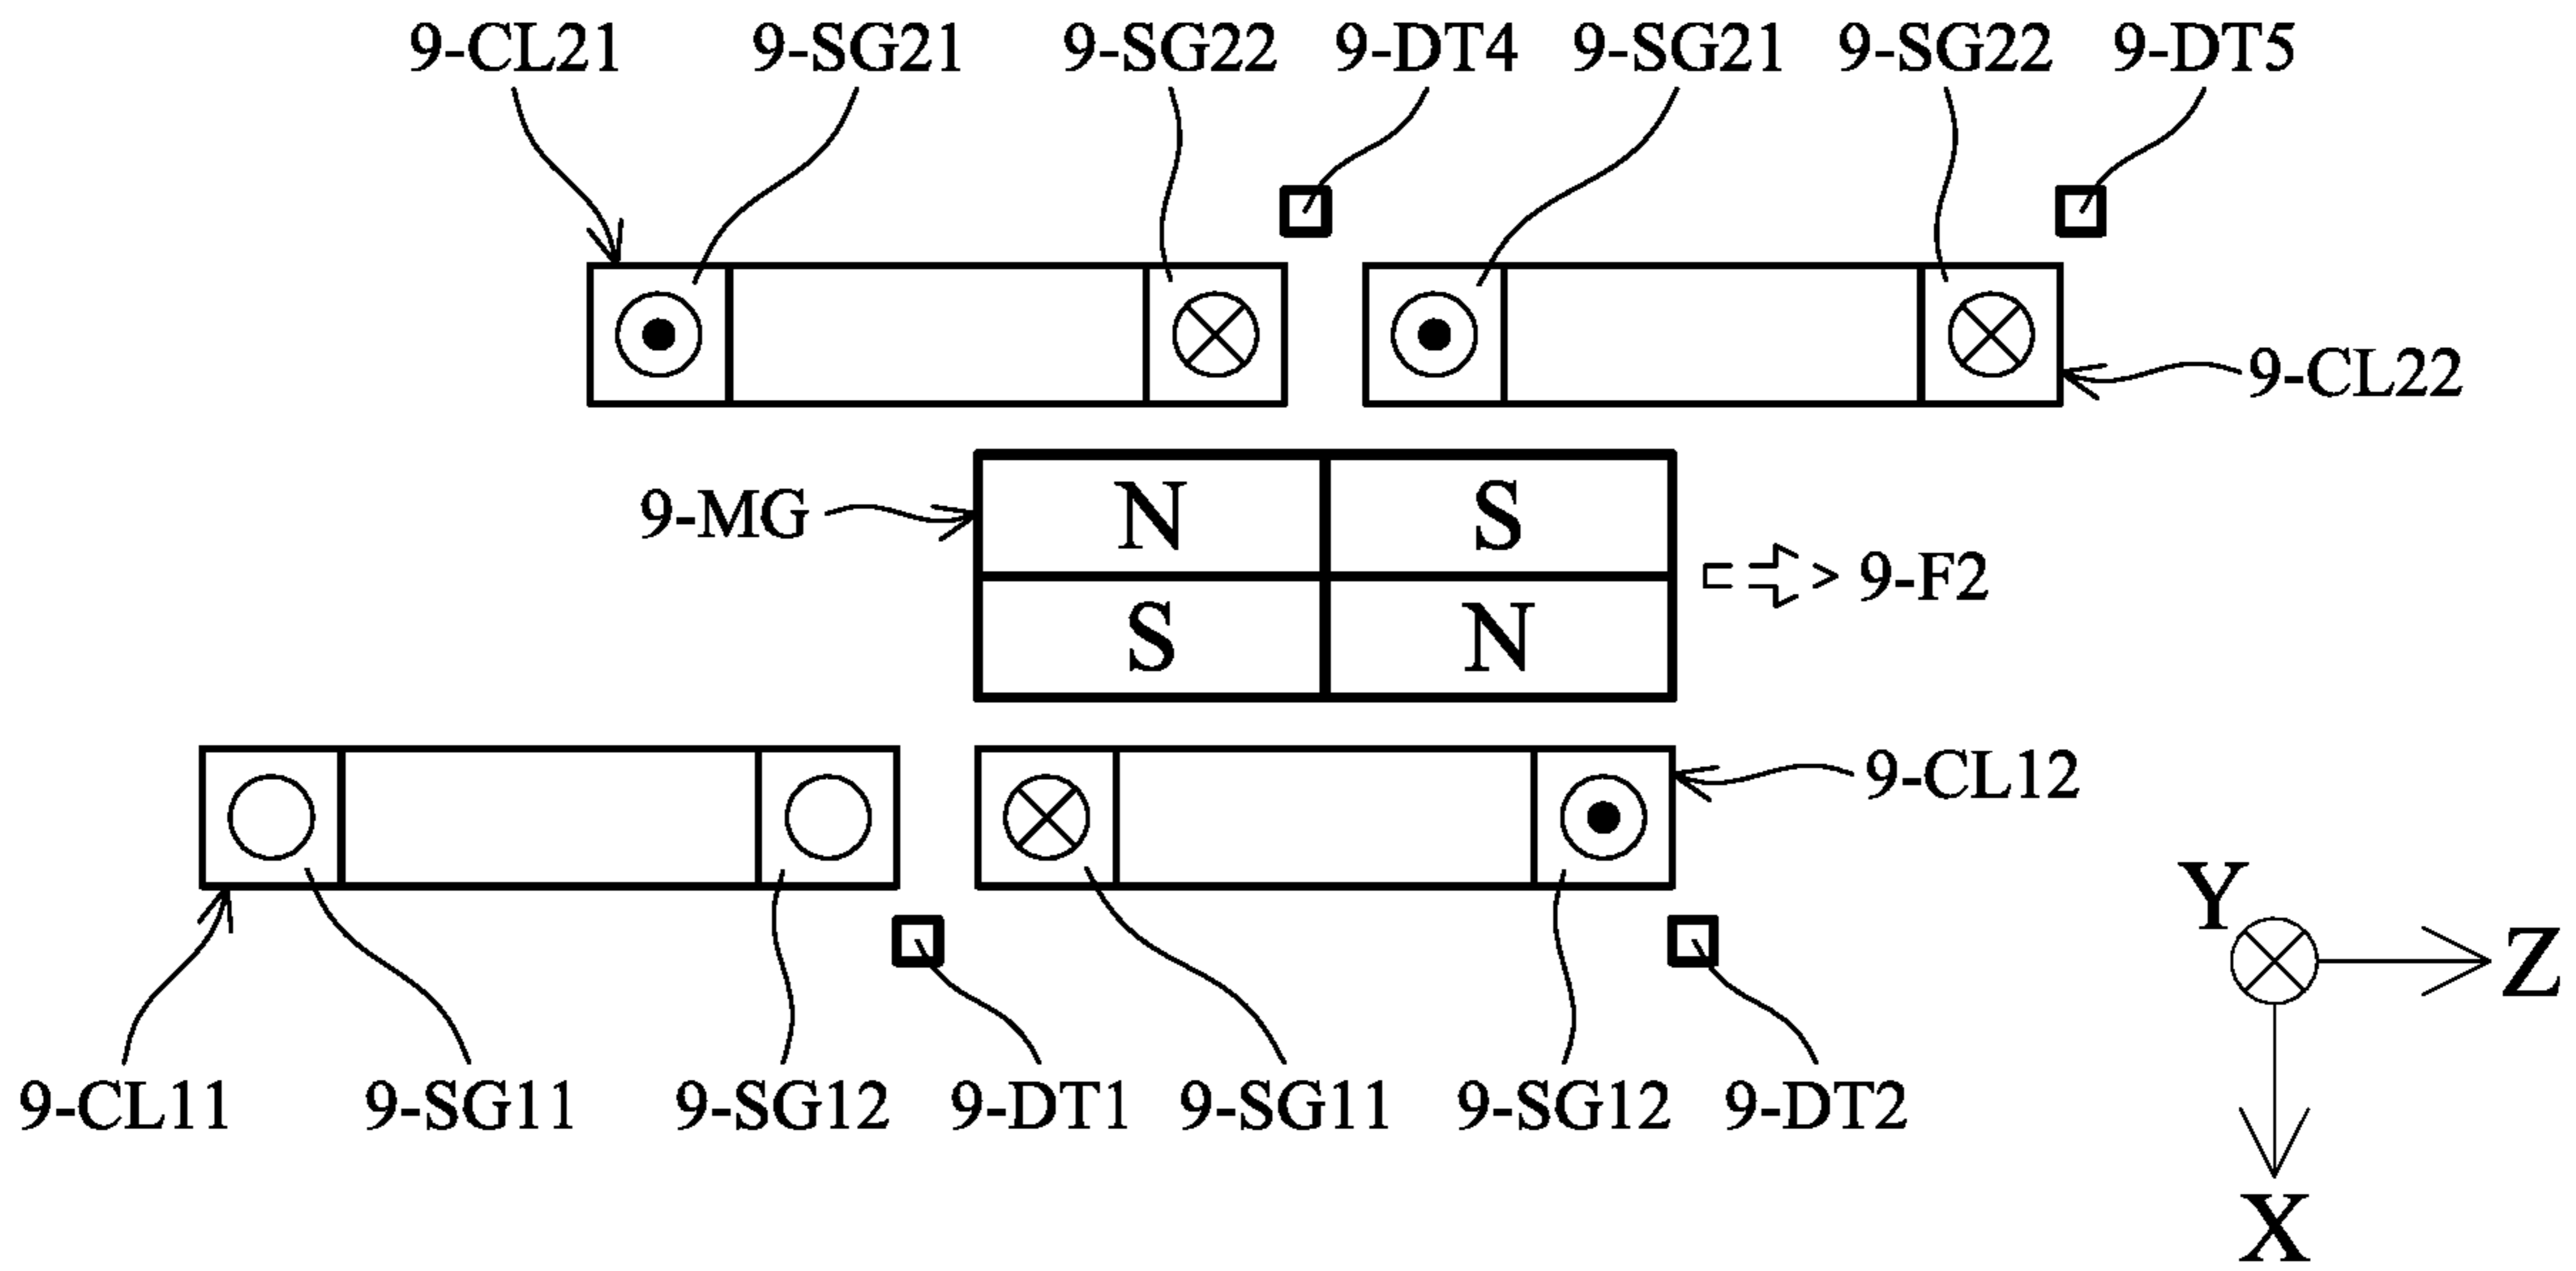 9-CL21 9-SG21 9-SG22 9-DT4 9-SG21 9-SG22 9-DT5
9-CL22
9-MG N S
9-F2
S N
9-CL12
Y
Z
9-CL11 9-SG11 9-SG12 9-DT1 9-SG11 9-SG12 9-DT2
X